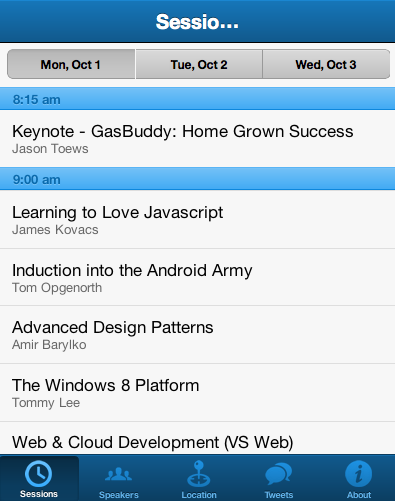 Sessio...
Mon, Oct 1
Tue, Oct 2
Wed, Oct 3
8:15 am
Keynote - GasBuddy: Home Grown Success
Jason Toews
9:00 am
Learning to Love Javascript
James Kovacs
Induction into the Android Army
Tom Opgenorth
Advanced Design Patterns
Amir Barylko
The Windows 8 Platform
Tommy Lee
Web & Cloud Development (VS Web)
Sessions
Speakers
Location
Tweets
About